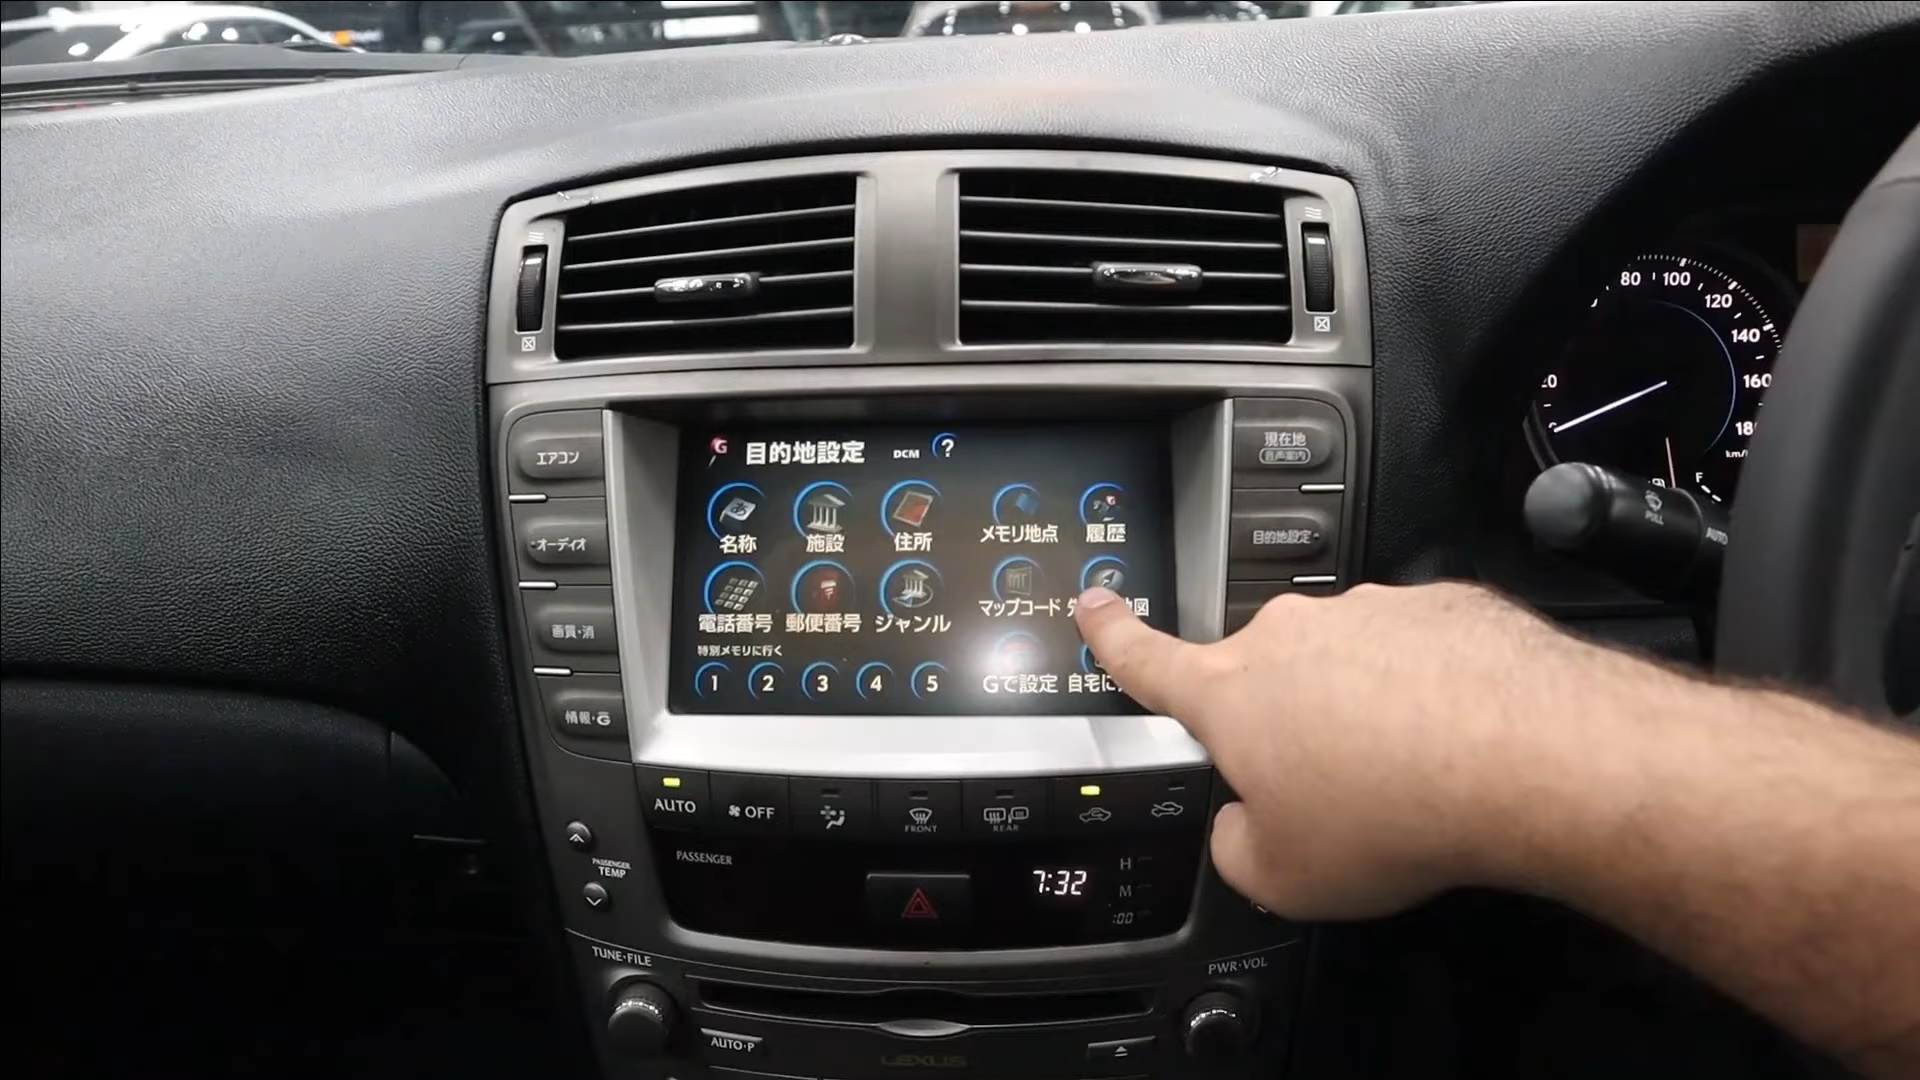 80 100
120
140
160
18
20
km/h
F
PULL
AUTO
エアコン
オーディオ
画質・消
情報・G
現在地
音声案内
目的地設定
G 目的地設定 DCM ?
名称 施設 住所 メモリ地点 履歴
電話番号 郵便番号 ジャンル マップコード
特別メモリに行く
1 2 3 4 5 Gで設定 自宅に
AUTO OFF FRONT REAR
PASSENGER
PASSENGER
TEMP
7:32
H
M
:00
TUNE・FILE
PWR・VOL
AUTO・P
LEXUS